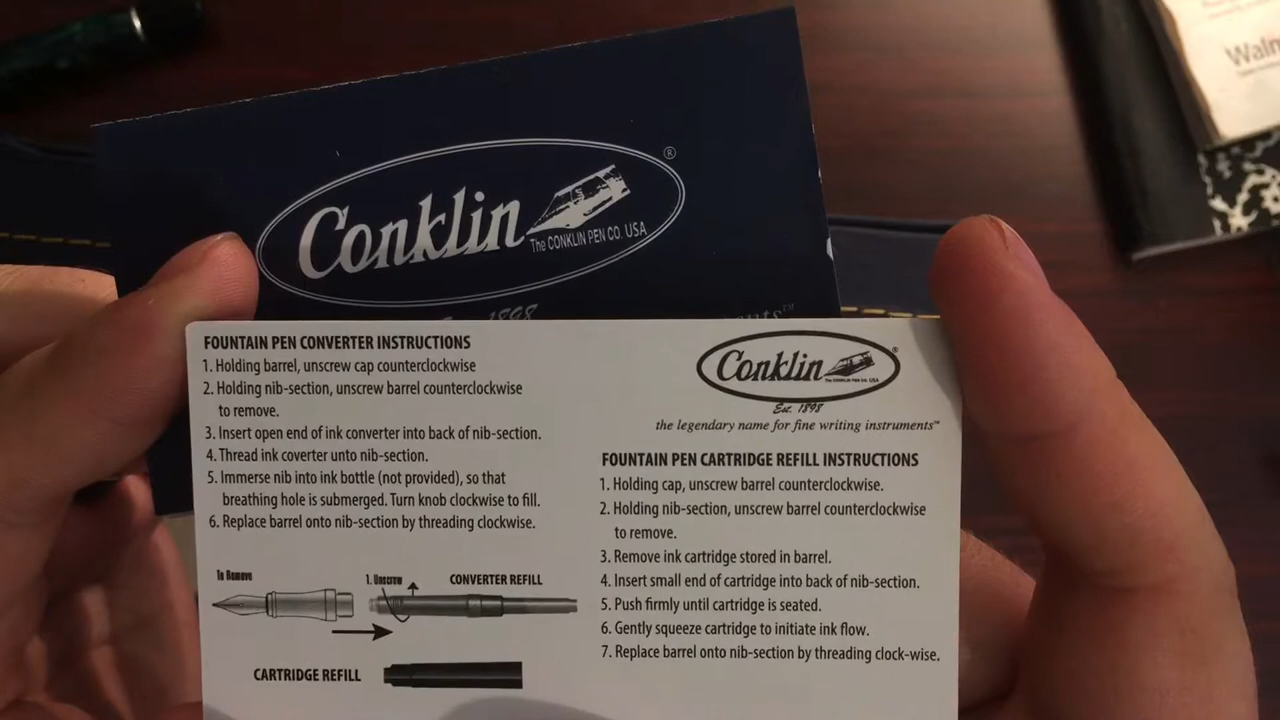 Conklin
®
The CONKLIN PEN CO. USA
1898
FOUNTAIN PEN CONVERTER INSTRUCTIONS
1. Holding barrel, unscrew cap counterclockwise
2. Holding nib-section, unscrew barrel counterclockwise
to remove.
3. Insert open end of ink converter into back of nib-section.
4. Thread ink coverter unto nib-section.
5. Immerse nib into ink bottle (not provided), so that
breathing hole is submerged. Turn knob clockwise to fill.
6. Replace barrel onto nib-section by threading clockwise.
To Remove
1. Unscrew
CONVERTER REFILL
CARTRIDGE REFILL
Conklin
®
The CONKLIN PEN CO. USA
Est. 1898
the legendary name for fine writing instruments™
FOUNTAIN PEN CARTRIDGE REFILL INSTRUCTIONS
1. Holding cap, unscrew barrel counterclockwise.
2. Holding nib-section, unscrew barrel counterclockwise
to remove.
3. Remove ink cartridge stored in barrel.
4. Insert small end of cartridge into back of nib-section.
5. Push firmly until cartridge is seated.
6. Gently squeeze cartridge to initiate ink flow.
7. Replace barrel onto nib-section by threading clock-wise.